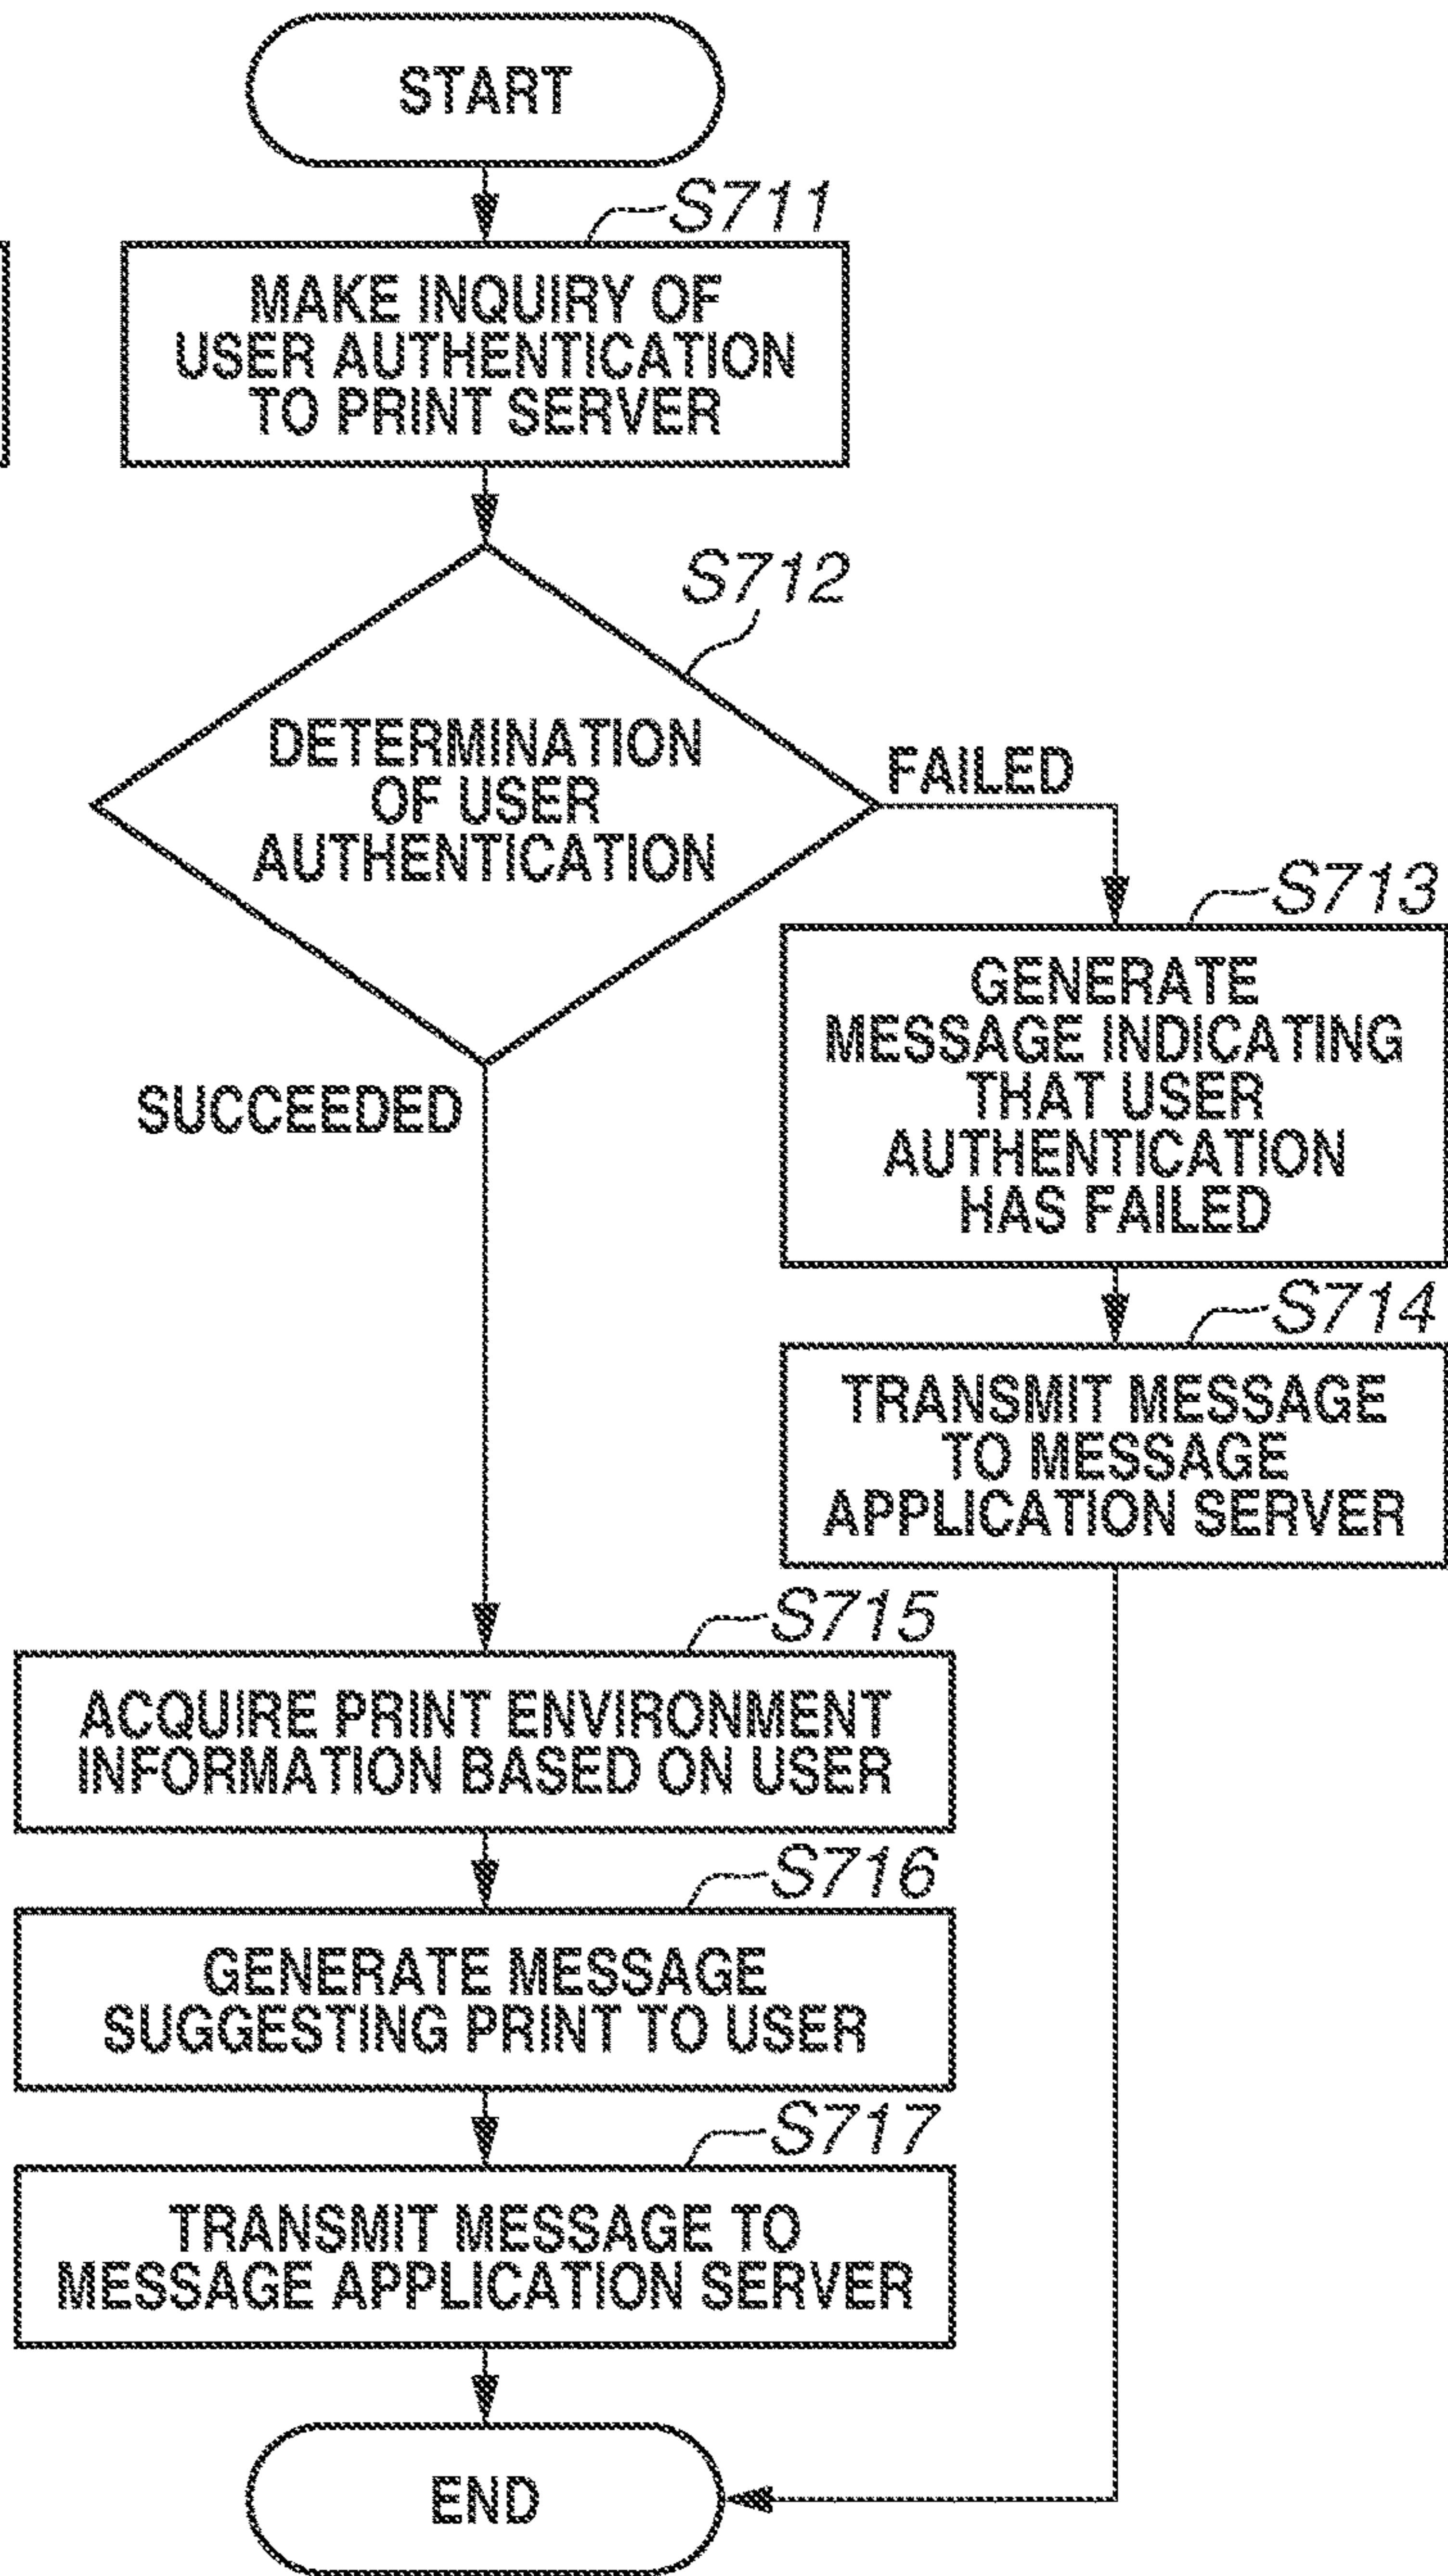 START
S711
MAKE INQUIRY OF
USER AUTHENTICATION
TO PRINT SERVER
S712
DETERMINATION
OF USER
AUTHENTICATION
FAILED
SUCCEEDED
S713
GENERATE
MESSAGE INDICATING
THAT USER
AUTHENTICATION
HAS FAILED
S714
TRANSMIT MESSAGE
TO MESSAGE
APPLICATION SERVER
S715
ACQUIRE PRINT ENVIRONMENT
INFORMATION BASED ON USER
S716
GENERATE MESSAGE
SUGGESTING PRINT TO USER
S717
TRANSMIT MESSAGE TO
MESSAGE APPLICATION SERVER
END